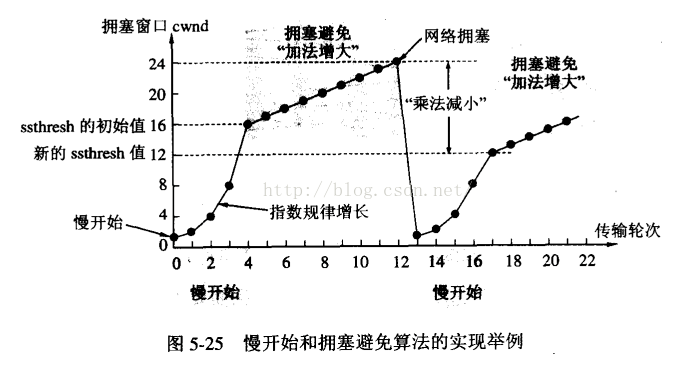 拥塞窗口 cwnd
拥塞避免
“加法增大”
网络拥塞
拥塞避免
“加法增大”
24
20
“乘法减小”
ssthresh 的初始值 16
新的 ssthresh 值 12
8
http://blog.csdn.net
指数规律增长
4
慢开始
0
传输轮次
0 2 4 6 8 10 12 14 16 18 20 22
慢开始
慢开始
图 5-25 慢开始和拥塞避免算法的实现举例